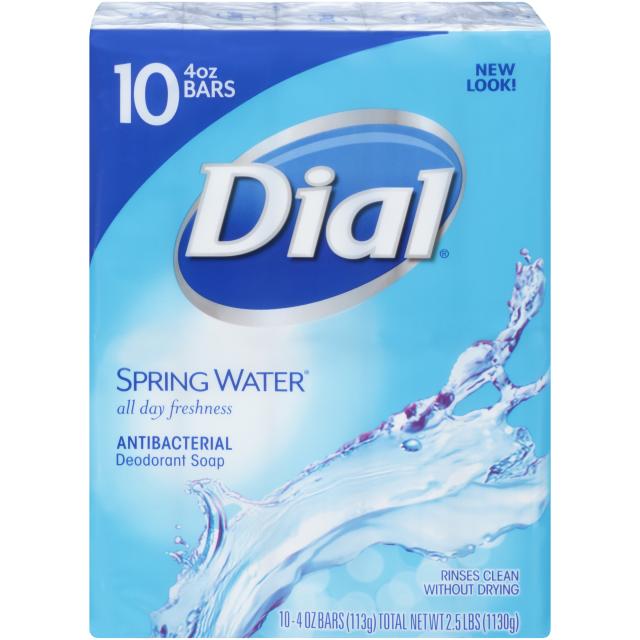 10 4oz
BARS
NEW
LOOK!
Dial®
SPRING WATER®
all day freshness
ANTIBACTERIAL
Deodorant Soap
RINSES CLEAN
WITHOUT DRYING
10-4 OZ BARS (113g) TOTAL NET WT 2.5 LBS (1130g)